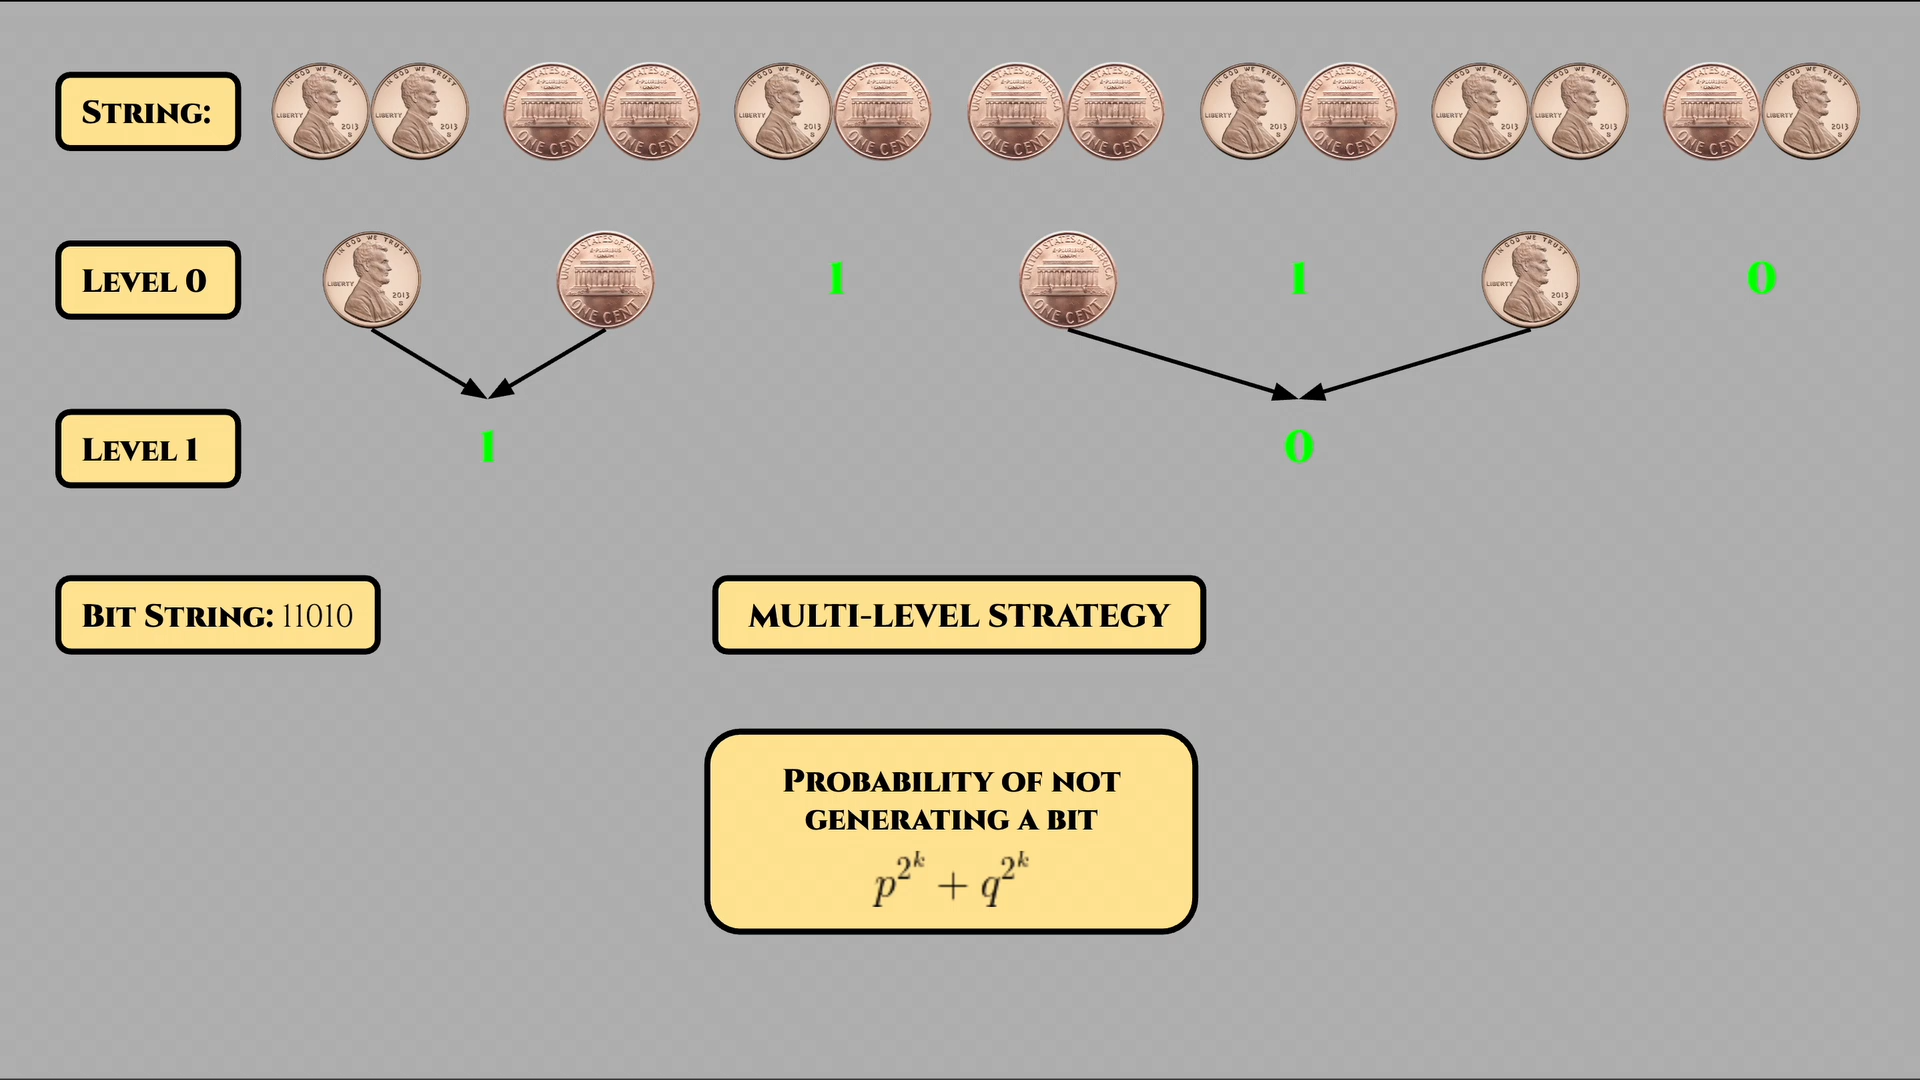 STRING:
LEVEL 0
1
1
0
LEVEL 1
1
0
BIT STRING: 11010
MULTI-LEVEL STRATEGY
PROBABILITY OF NOT
GENERATING A BIT
p^{2^k} + q^{2^k}